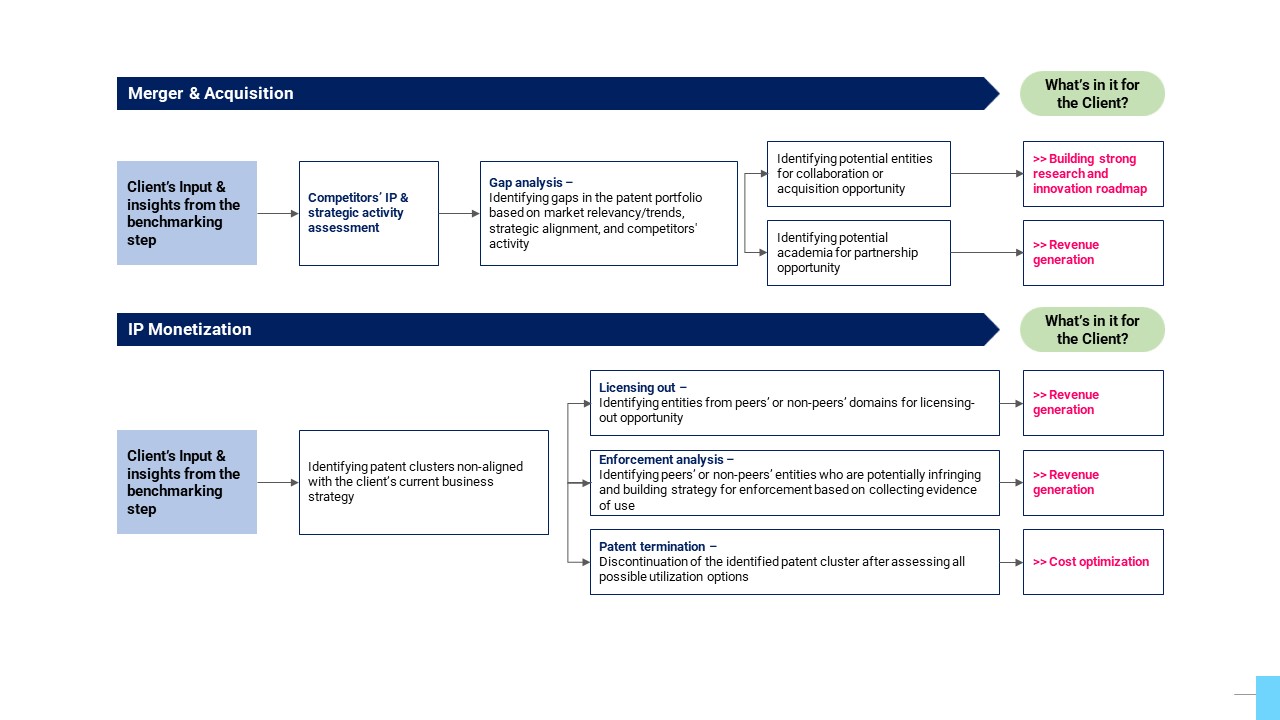 Merger & Acquisition
What's in it for
the Client?
Client's Input &
insights from the
benchmarking
step
Competitors' IP &
strategic activity
assessment
Gap analysis –
Identifying gaps in the patent portfolio
based on market relevancy/trends,
strategic alignment, and competitors'
activity
Identifying potential entities
for collaboration or
acquisition opportunity
>> Building strong
research and
innovation roadmap
Identifying potential
academia for partnership
opportunity
>> Revenue
generation
IP Monetization
What's in it for
the Client?
Client's Input &
insights from the
benchmarking
step
Identifying patent clusters non-aligned
with the client's current business
strategy
Licensing out –
Identifying entities from peers' or non-peers' domains for licensing-
out opportunity
>> Revenue
generation
Enforcement analysis –
Identifying peers' or non-peers' entities who are potentially infringing
and building strategy for enforcement based on collecting evidence
of use
>> Revenue
generation
Patent termination –
Discontinuation of the identified patent cluster after assessing all
possible utilization options
>> Cost optimization